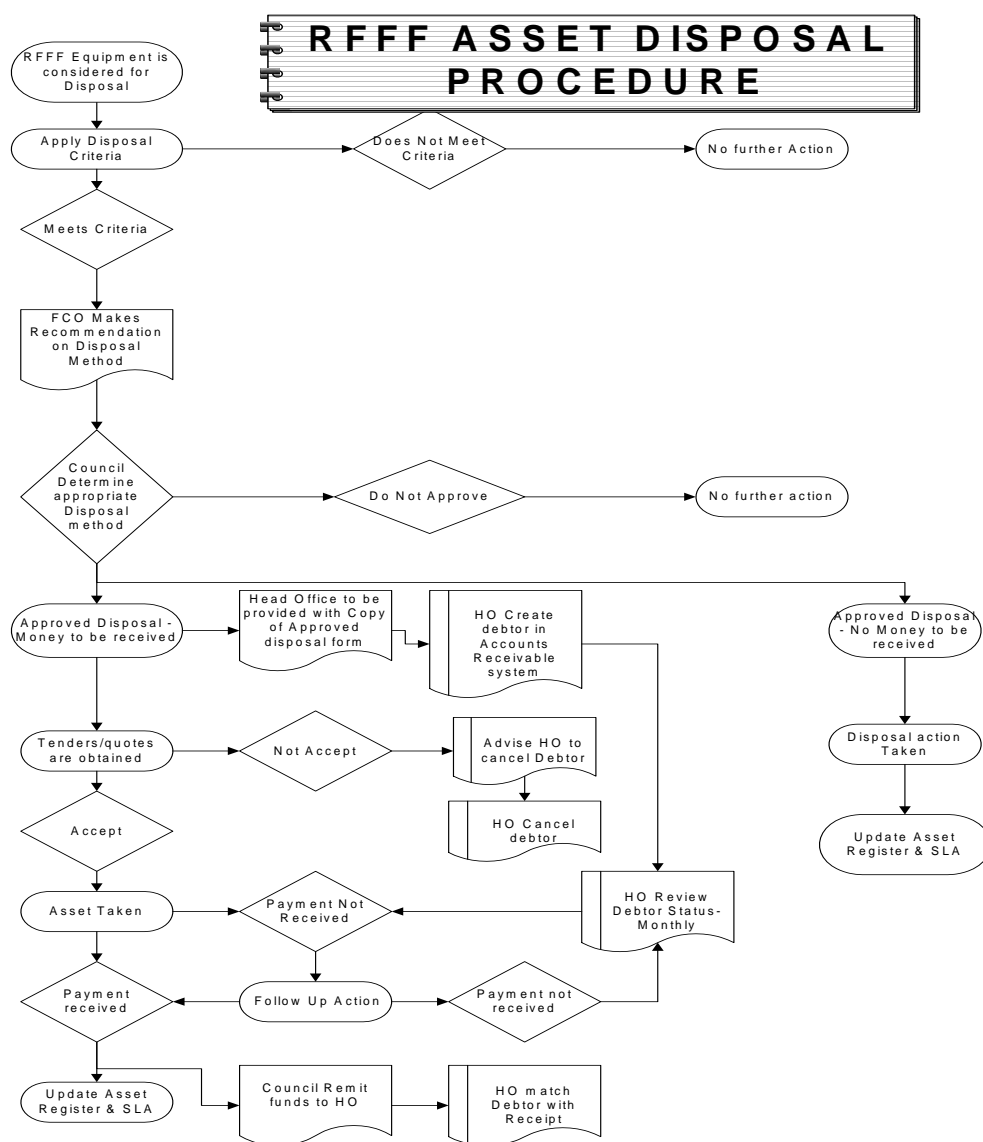 RFFF ASSET DISPOSAL
PROCEDURE
RFFF Equipment is
considered for
Disposal
Apply Disposal
Criteria
Does Not Meet
Criteria
No further Action
Meets Criteria
FCO Makes
Recommendation
on Disposal
Method
Council
Determine
appropriate
Disposal
method
Do Not Approve
No further action
Approved Disposal -
Money to be received
Head Office to be
provided with Copy
of Approved
disposal form
HO Create
debtor in
Accounts
Receivable
system
Approved Disposal
- No Money to be
received
Tenders/quotes
are obtained
Not Accept
Advise HO to
cancel Debtor
Disposal action
Taken
HO Cancel
debtor
Accept
Update Asset
Register & SLA
Asset Taken
Payment Not
Received
HO Review
Debtor Status-
Monthly
Payment
received
Follow Up Action
Payment not
received
Update Asset
Register & SLA
Council Remit
funds to HO
HO match
Debtor with
Receipt